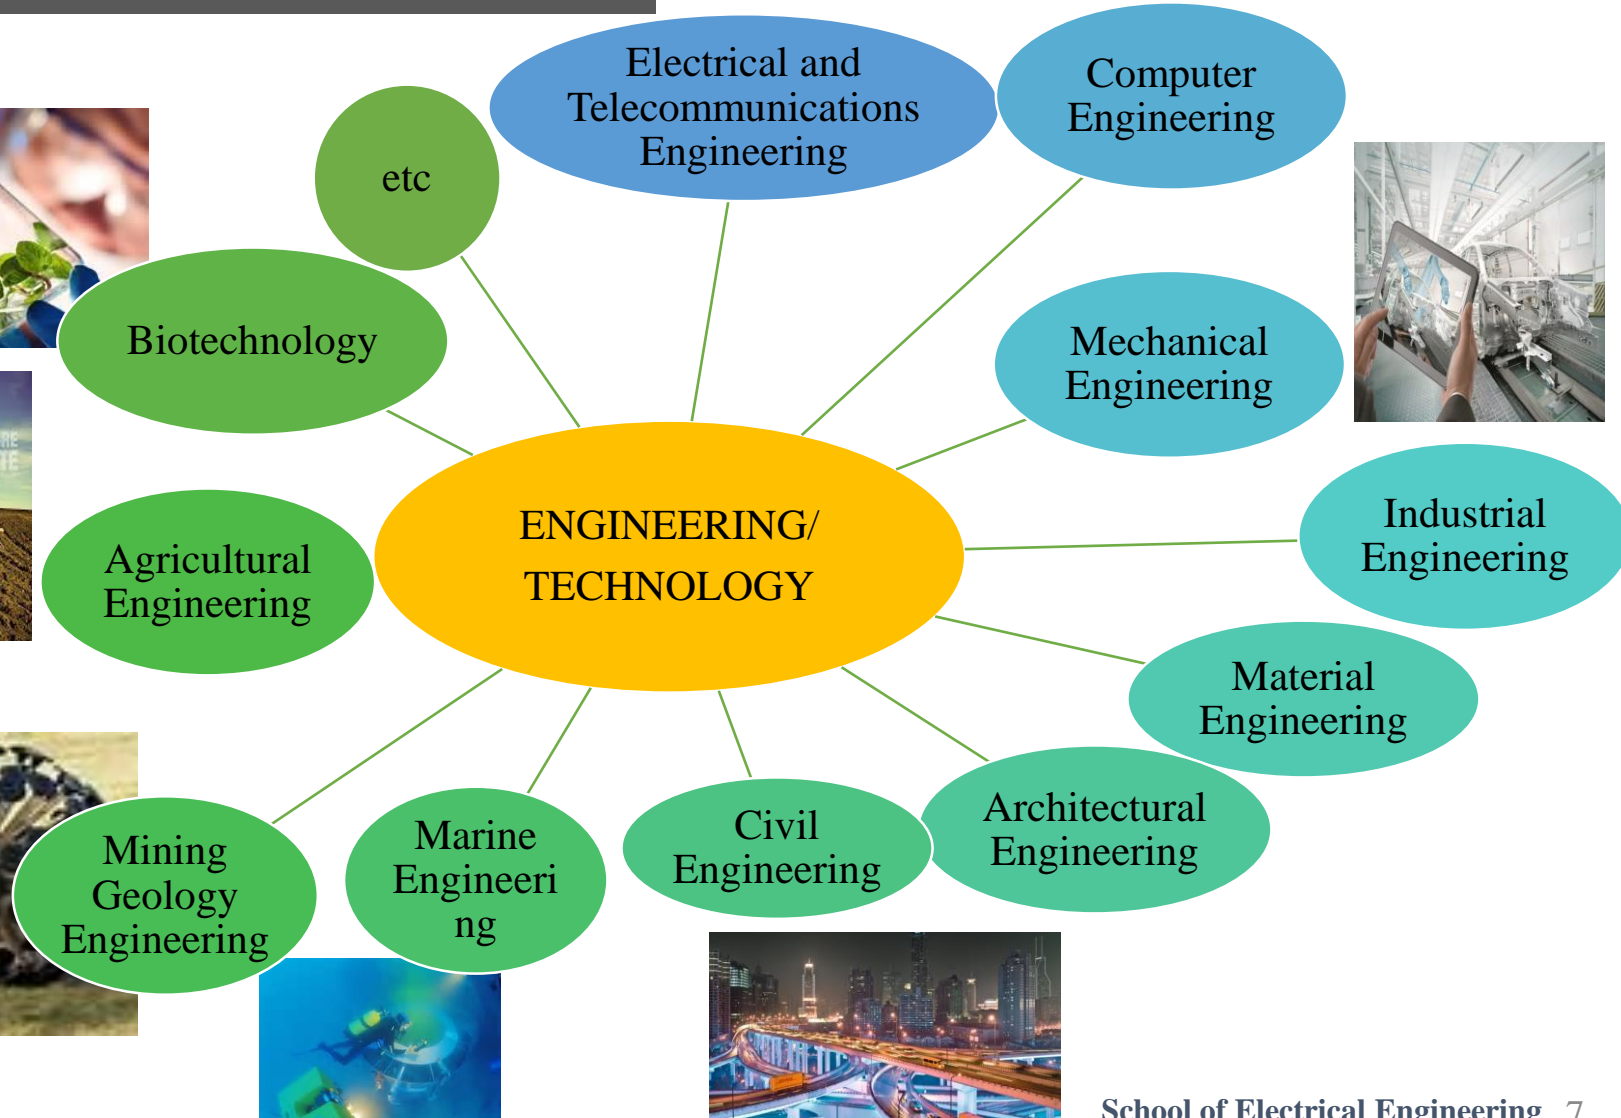 Electrical and
Telecommunications
Engineering
Computer
Engineering
etc
Mechanical
Engineering
Biotechnology
Industrial
Engineering
ENGINEERING/
TECHNOLOGY
Agricultural
Engineering
Material
Engineering
Architectural
Engineering
Civil
Engineering
Marine
Engineeri
ng
Mining
Geology
Engineering
School of Electrical Engineering 7